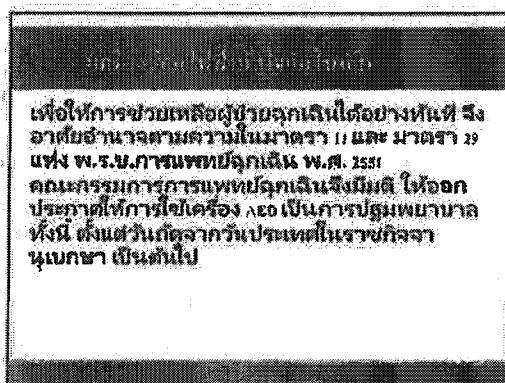 เพื่อให้การช่วยเหลือผู้ป่วยฉุกเฉินได้อย่างทันที จึง
อาศัยอำนาจตามความในมาตรา 11 และ มาตรา 29
แห่ง พ.ร.บ.การแพทย์ฉุกเฉิน พ.ศ. 2551
คณะกรรมการการแพทย์ฉุกเฉินจึงมีมติ ให้ออก
ประกาศให้การใช้เครื่อง AED เป็นการปฐมพยาบาล
ทั้งนี้ ตั้งแต่วันถัดจากวันประเทศในราชกิจจา
นุเบกษา เป็นต้นไป